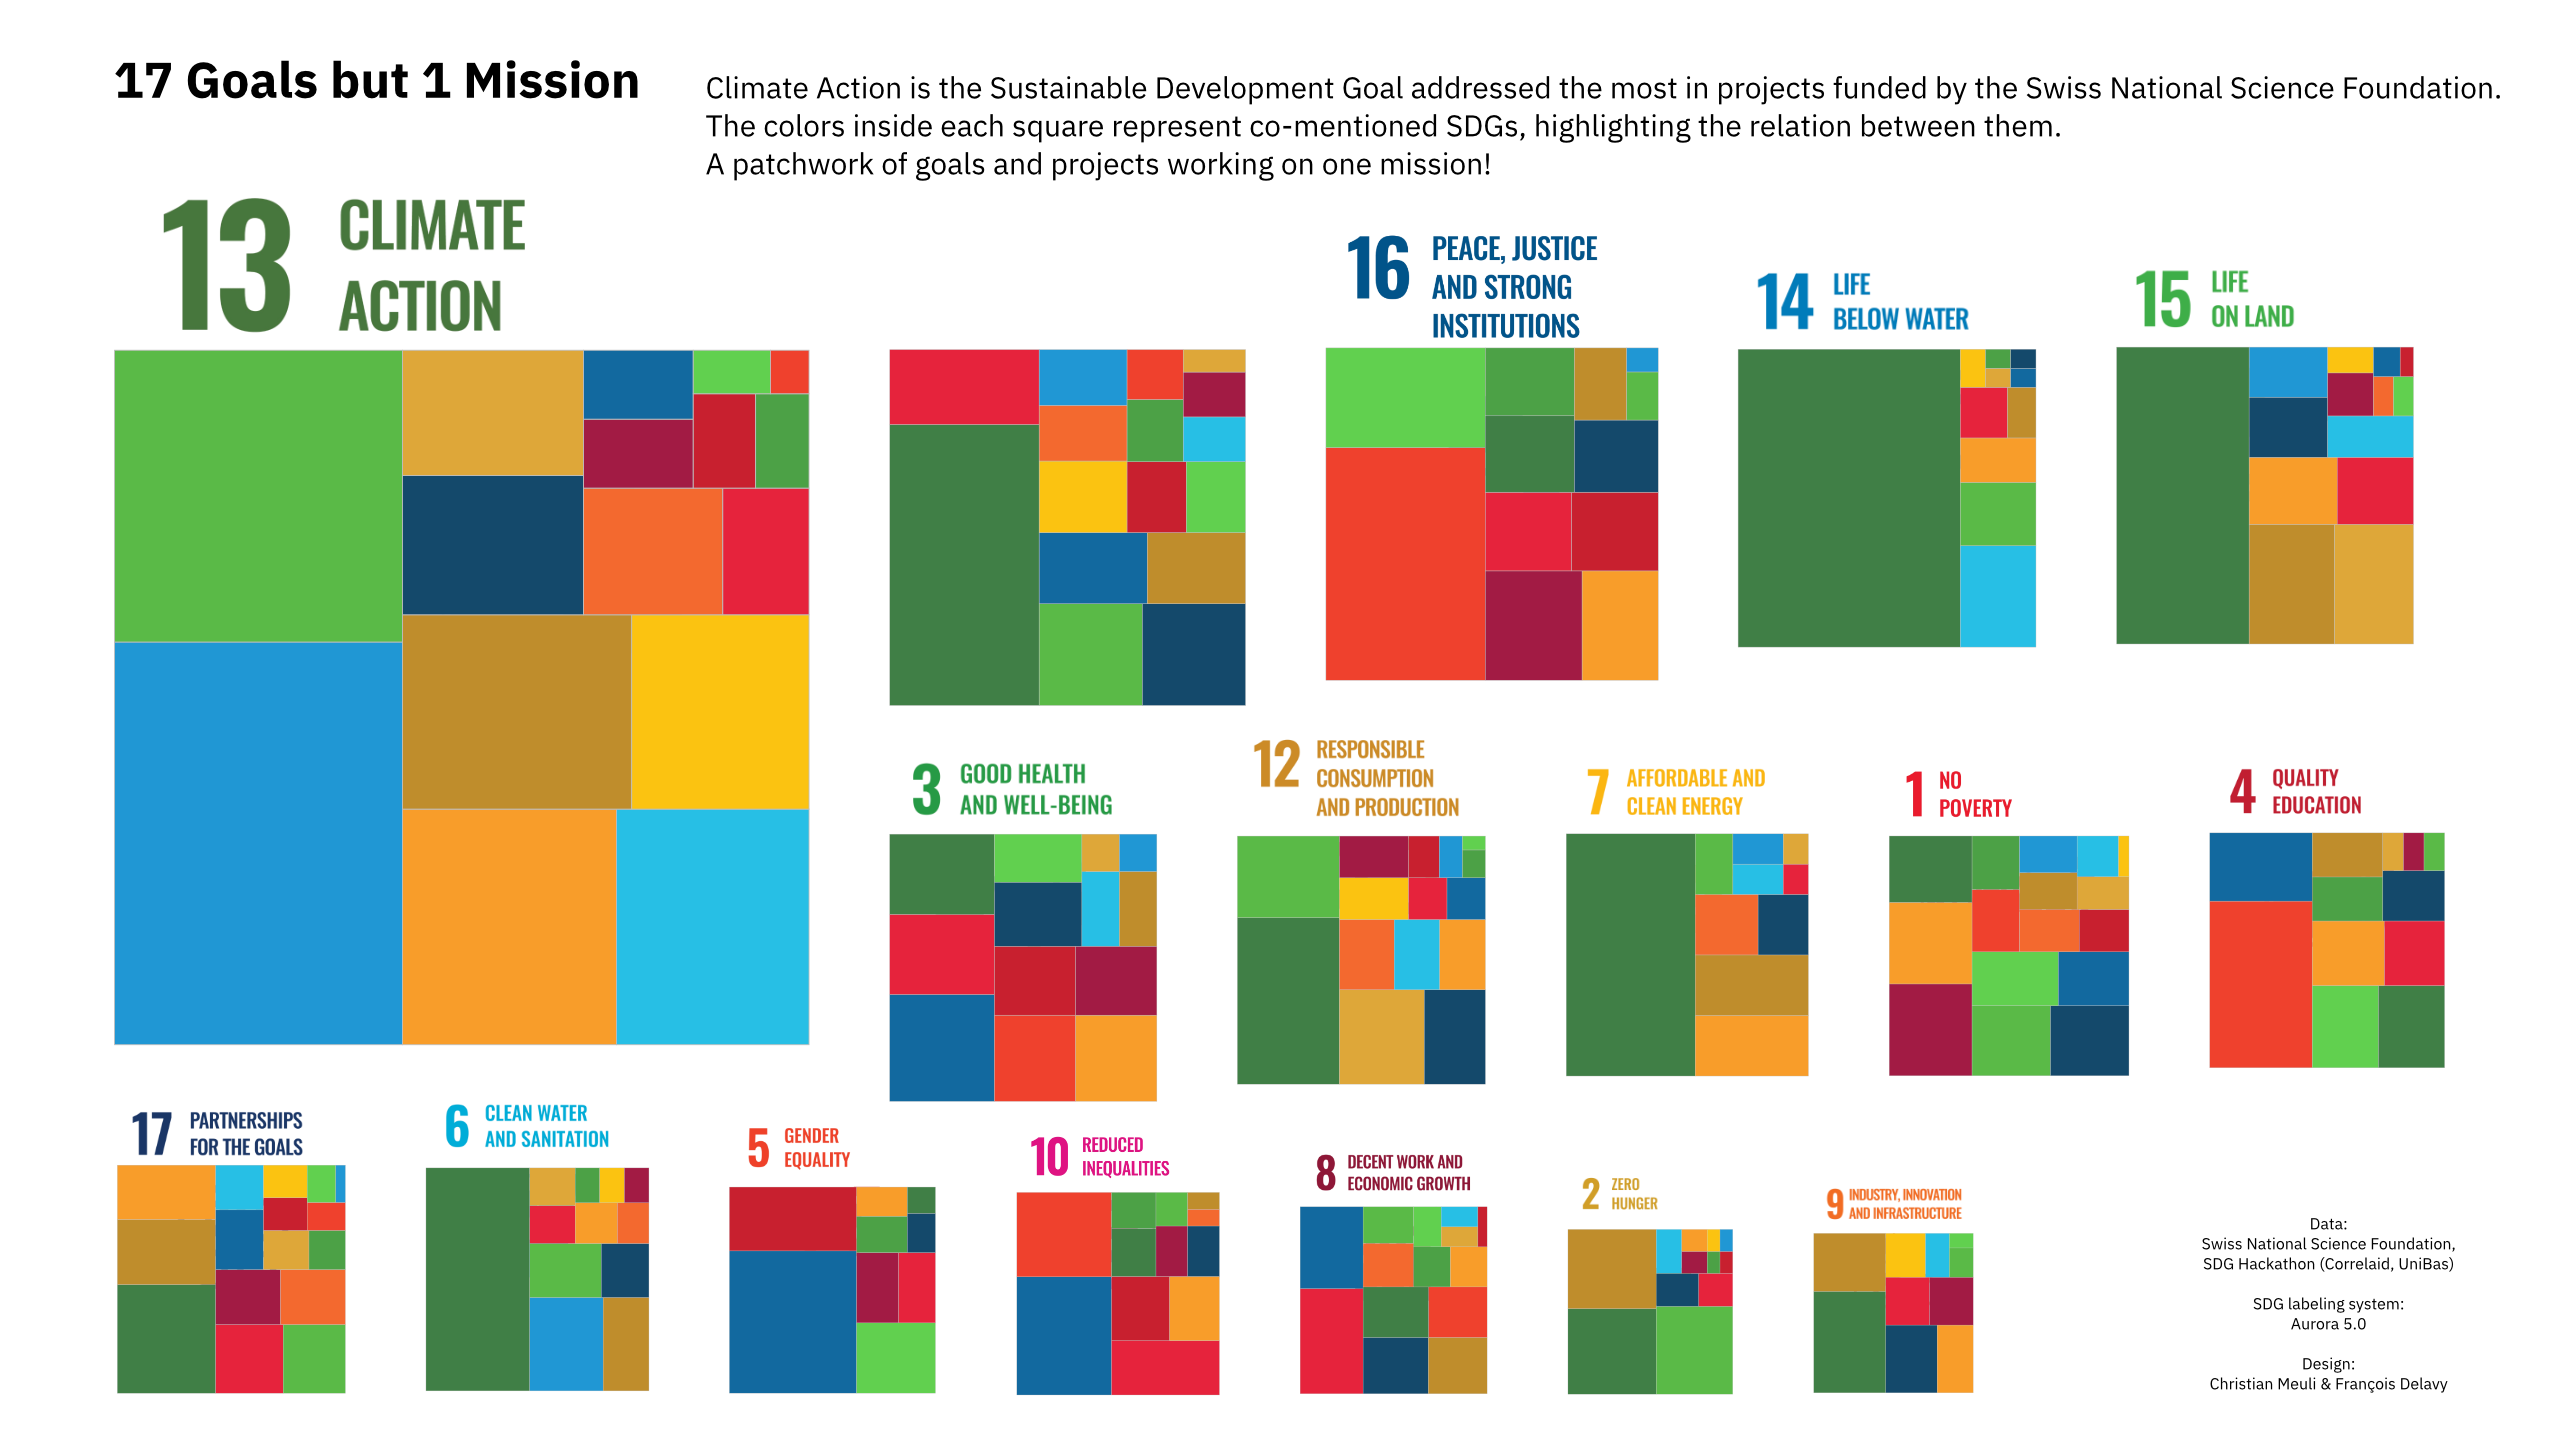 17 Goals but 1 Mission
Climate Action is the Sustainable Development Goal addressed the most in projects funded by the Swiss National Science Foundation.
The colors inside each square represent co-mentioned SDGs, highlighting the relation between them.
A patchwork of goals and projects working on one mission!
13 CLIMATE
ACTION
16 PEACE, JUSTICE
AND STRONG
INSTITUTIONS
14 LIFE
BELOW WATER
15 LIFE
ON LAND
3 GOOD HEALTH
AND WELL-BEING
12 RESPONSIBLE
CONSUMPTION
AND PRODUCTION
7 AFFORDABLE AND
CLEAN ENERGY
1 NO
POVERTY
4 QUALITY
EDUCATION
17 PARTNERSHIPS
FOR THE GOALS
6 CLEAN WATER
AND SANITATION
5 GENDER
EQUALITY
10 REDUCED
INEQUALITIES
8 DECENT WORK AND
ECONOMIC GROWTH
2 ZERO
HUNGER
9 INDUSTRY, INNOVATION
AND INFRASTRUCTURE
Data:
Swiss National Science Foundation,
SDG Hackathon (Correlaid, UniBas)
SDG labeling system:
Aurora 5.0
Design:
Christian Meuli & François Delavy